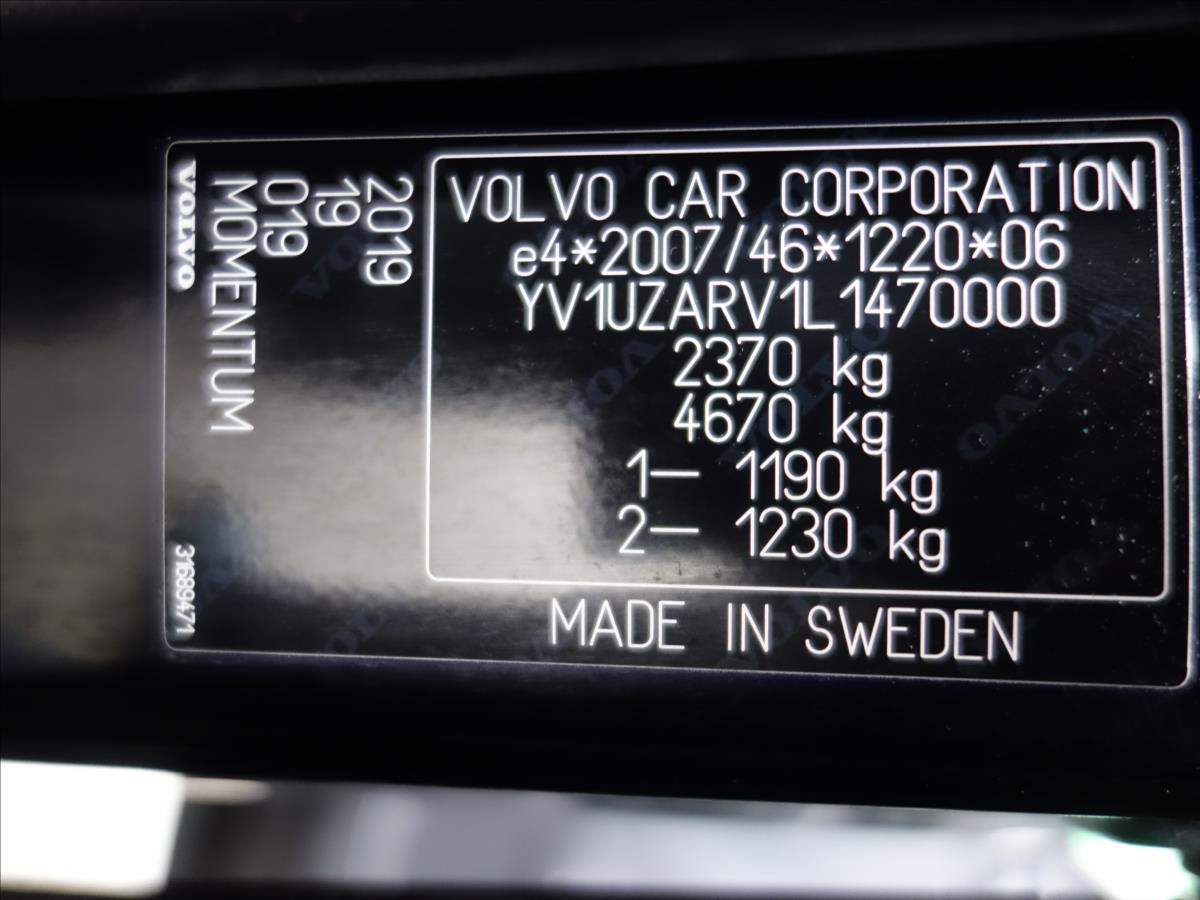 VOLVO
MOMENTUM
019
19
2019
31689471
VOLVO CAR CORPORATION
e4*2007/46*1220*06
YV1UZARV1L1470000
2370 kg
4670 kg
1— 1190 kg
2— 1230 kg
MADE IN SWEDEN